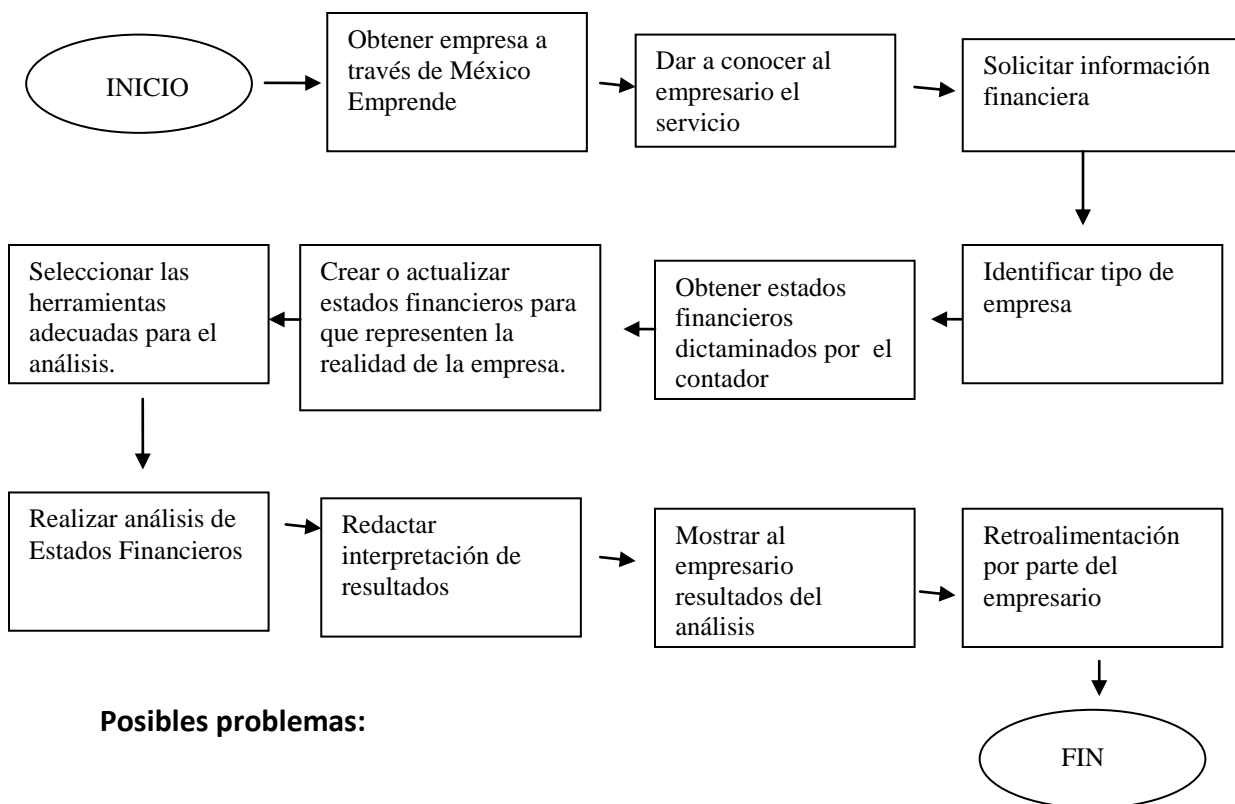 INICIO
Obtener empresa a
través de México
Emprende
Dar a conocer al
empresario el
servicio
Solicitar información
financiera
Identificar tipo de
empresa
Obtener estados
financieros
dictaminados por el
contador
Crear o actualizar
estados financieros para
que representen la
realidad de la empresa.
Seleccionar las
herramientas
adecuadas para el
análisis.
Realizar análisis de
Estados Financieros
Redactar
interpretación de
resultados
Mostrar al
empresario
resultados del
análisis
Retroalimentación
por parte del
empresario
FIN
Posibles problemas: